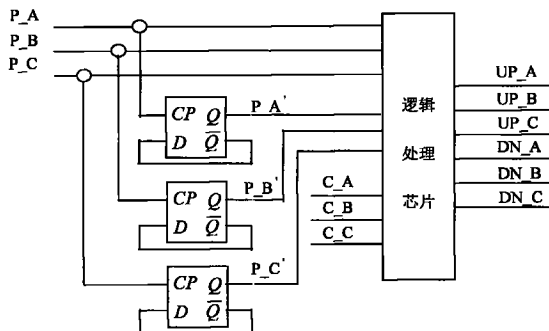 P_A
P_B
P_C
CP Q P_A'
D Q̅
CP Q P_B'
D Q̅
CP Q P_C'
D Q̅
C_A
C_B
C_C
逻辑
处理
芯片
UP_A
UP_B
UP_C
DN_A
DN_B
DN_C